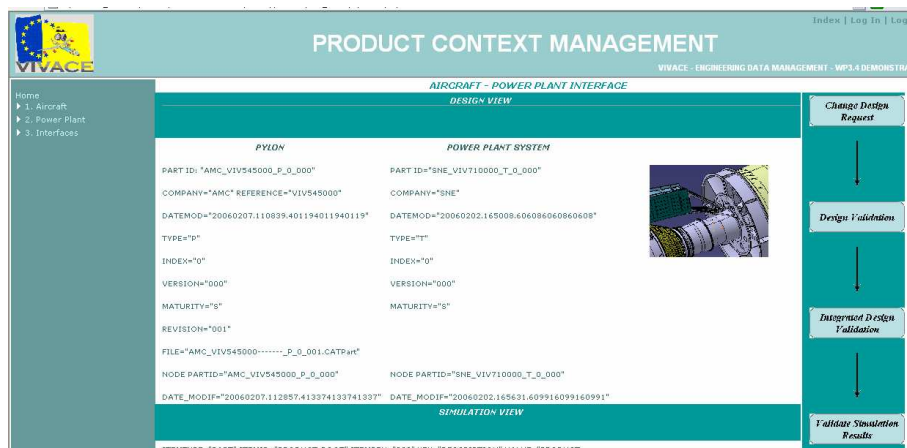 Index | Log In | Log
VIVACE
PRODUCT CONTEXT MANAGEMENT
VIVACE - ENGINEERING DATA MANAGEMENT - WP3.4 DEMONSTRA
Home
1. Aircraft
2. Power Plant
3. Interfaces
AIRCRAFT - POWER PLANT INTERFACE
DESIGN VIEW
PYLON POWER PLANT SYSTEM
PART ID: "AMC_VIV545000_P_0_000" PART ID="SNE_VIV710000_T_0_000"
COMPANY="AMC" REFERENCE="VIV545000" COMPANY="SNE"
DATEMOD="20060207.110839.401194011940119" DATEMOD="20060202.165008.606086060860608"
TYPE="P" TYPE="T"
INDEX="0" INDEX="0"
VERSION="000" VERSION="000"
MATURITY="S" MATURITY="S"
REVISION="001"
FILE="AMC_VIV545000-------_P_0_001.CATPart"
NODE PARTID="AMC_VIV545000_P_0_000" NODE PARTID="SNE_VIV710000_T_0_000"
DATE_MODIF="20060207.112857.413374133741337" DATE_MODIF="20060202.165631.609916099160991"
SIMULATION VIEW
Change Design
Request
Design Validation
Integrated Design
Validation
Validate Simulation
Results